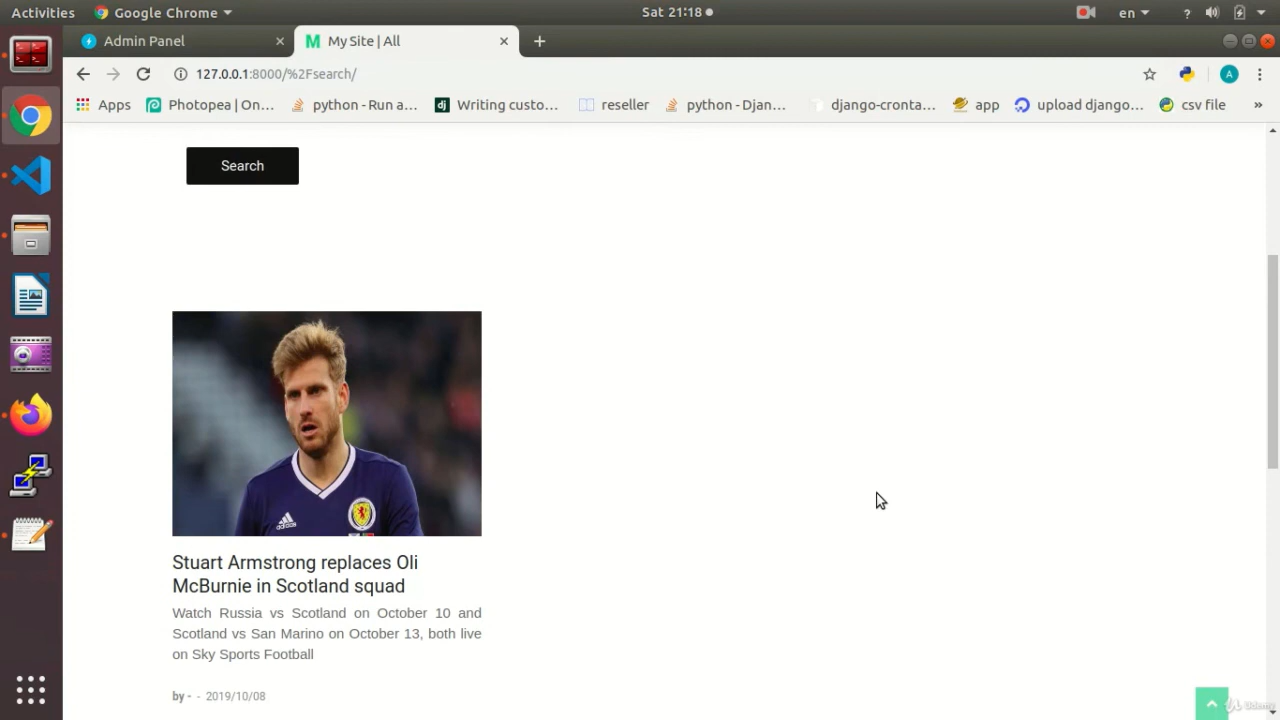 Activities
Google Chrome
Sat 21:18
en
?
Admin Panel
M My Site | All
127.0.0.1:8000/%2Fsearch/
A
Apps
Photopea | On...
python - Run a...
dj Writing custo...
reseller
python - Djan...
django-cronta...
app
upload django...
csv file
»
Search
Stuart Armstrong replaces Oli
McBurnie in Scotland squad
Watch Russia vs Scotland on October 10 and
Scotland vs San Marino on October 13, both live
on Sky Sports Football
by - - 2019/10/08
Udemy